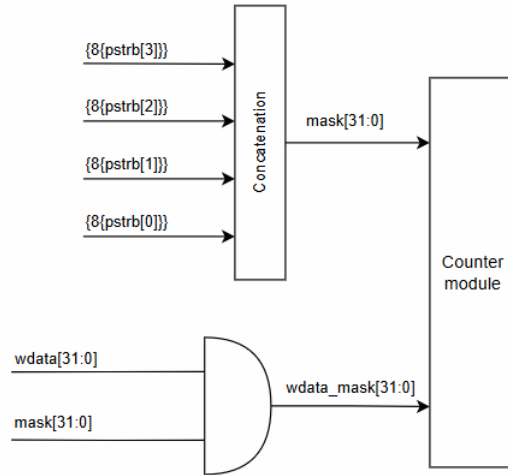 {8{pstrb[3]}}
{8{pstrb[2]}}
{8{pstrb[1]}}
{8{pstrb[0]}}
Concatenation
mask[31:0]
Counter
module
wdata[31:0]
mask[31:0]
wdata_mask[31:0]